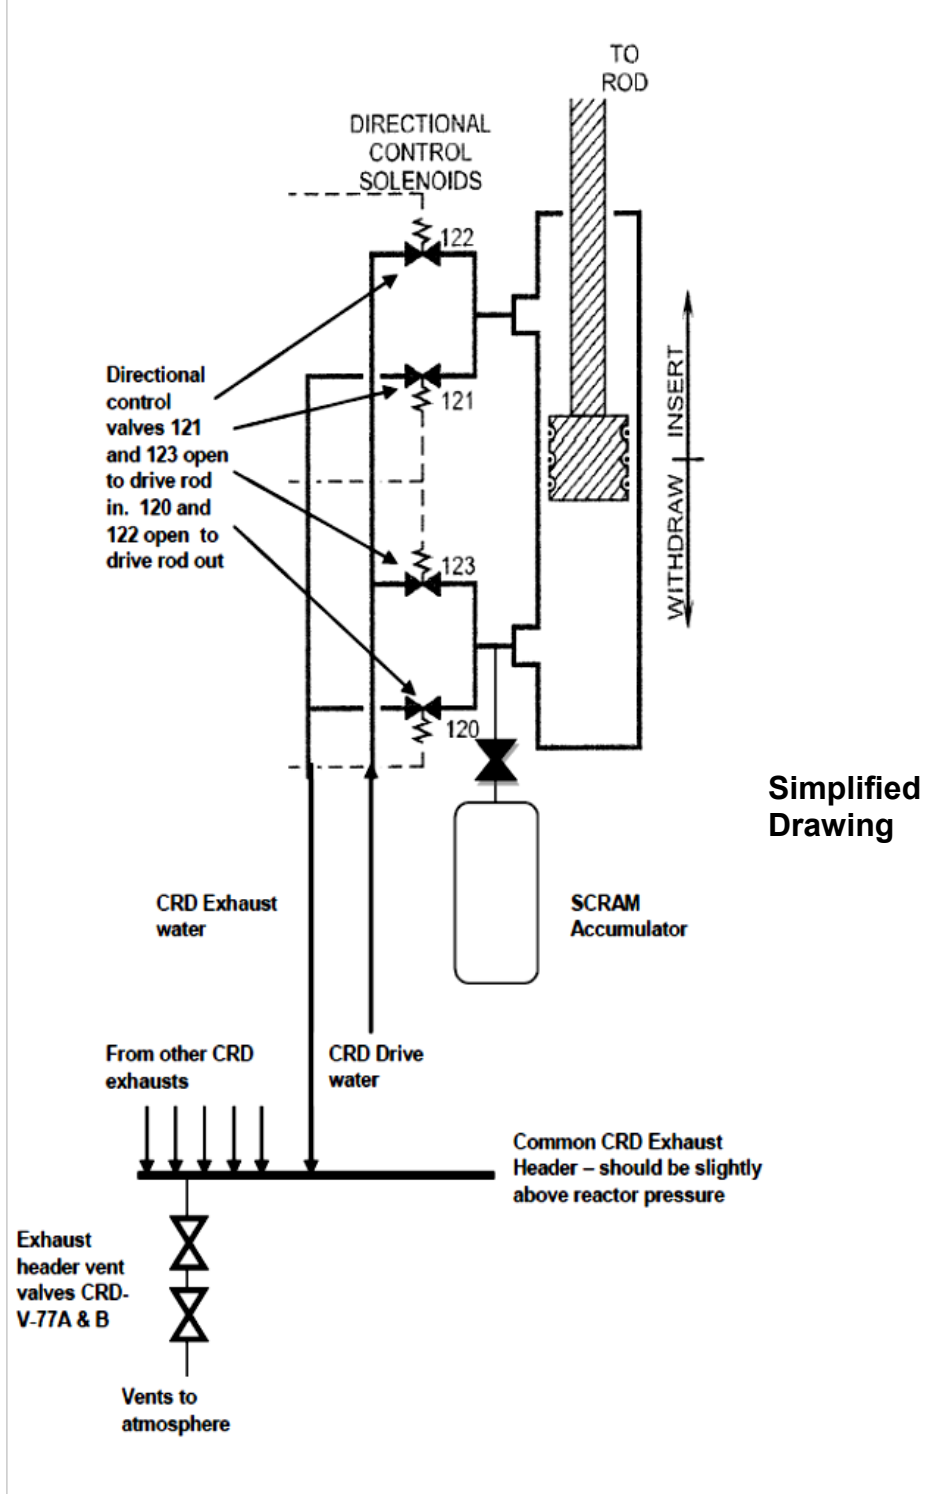 TO
ROD
DIRECTIONAL
CONTROL
SOLENOIDS
122
Directional
control
valves 121
and 123 open
to drive rod
in. 120 and
122 open to
drive rod out
121
INSERT
WITHDRAW
123
120
Simplified
Drawing
CRD Exhaust
water
SCRAM
Accumulator
From other CRD
exhausts
CRD Drive
water
Common CRD Exhaust
Header – should be slightly
above reactor pressure
Exhaust
header vent
valves CRD-
V-77A & B
Vents to
atmosphere